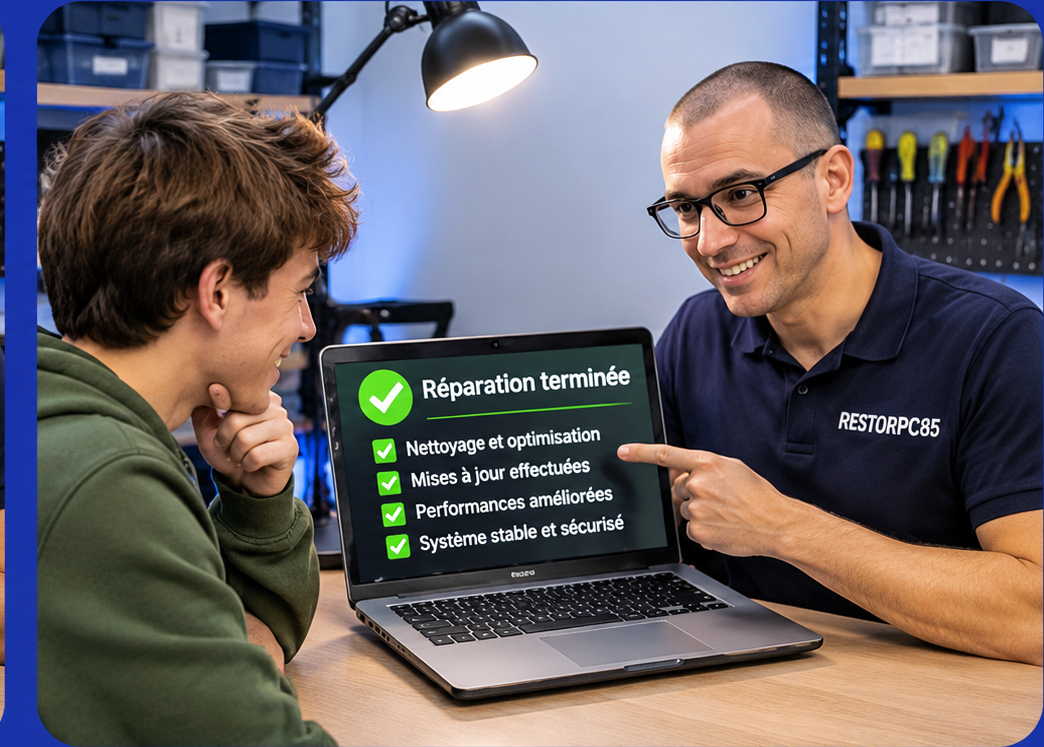 Réparation terminée
Nettoyage et optimisation
Mises à jour effectuées
Performances améliorées
Système stable et sécurisé
RESTORPC85